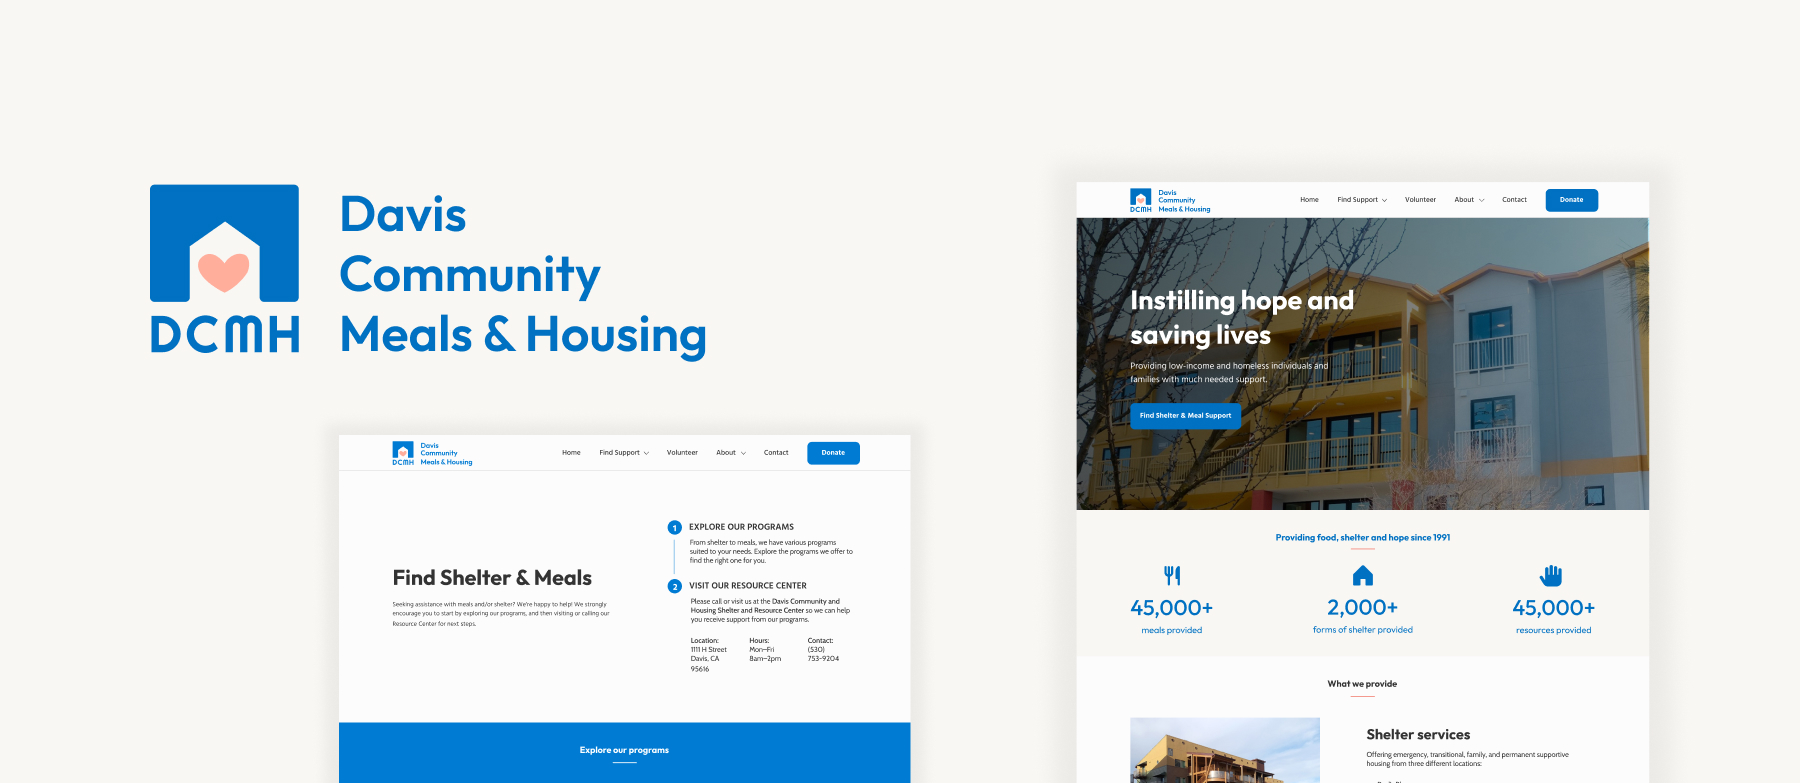 DCMH
Davis
Community
Meals & Housing
DCMH
Davis
Community
Meals & Housing
Home
Find Support
Volunteer
About
Contact
Donate
Find Shelter & Meals
Seeking assistance with meals and/or shelter? We're happy to help! We strongly
encourage you to start by exploring our programs, and then visiting or calling our
Resource Center for next steps.
1
EXPLORE OUR PROGRAMS
From shelter to meals, we have various programs
suited to your needs. Explore the programs we offer to
find the right one for you.
2
VISIT OUR RESOURCE CENTER
Please call or visit us at the Davis Community and
Housing Shelter and Resource Center so we can help
you receive support from our programs.
Location:
1111 H Street
Davis, CA
95616
Hours:
Mon–Fri
8am–2pm
Contact:
(530)
753-9204
Explore our programs
DCMH
Davis
Community
Meals & Housing
Home
Find Support
Volunteer
About
Contact
Donate
Instilling hope and
saving lives
Providing low-income and homeless individuals and
families with much needed support.
Find Shelter & Meal Support
Providing food, shelter and hope since 1991
45,000+
meals provided
2,000+
forms of shelter provided
45,000+
resources provided
What we provide
Shelter services
Offering emergency, transitional, family, and permanent supportive
housing from three different locations: